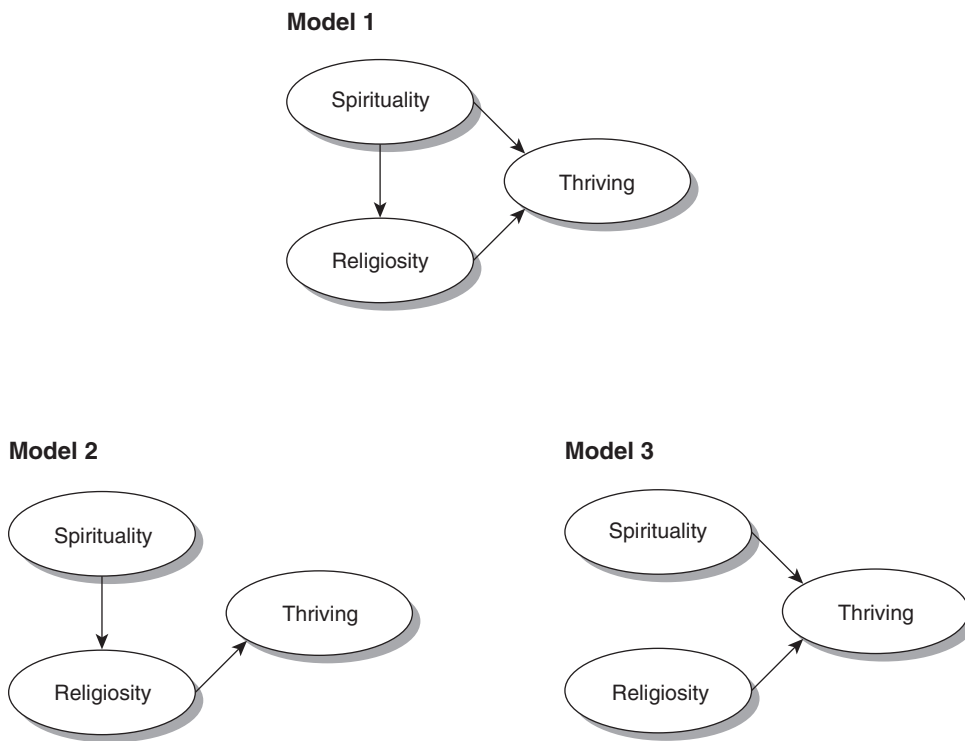 Model 1
Spirituality
Thriving
Religiosity
Model 2
Spirituality
Thriving
Religiosity
Model 3
Spirituality
Thriving
Religiosity